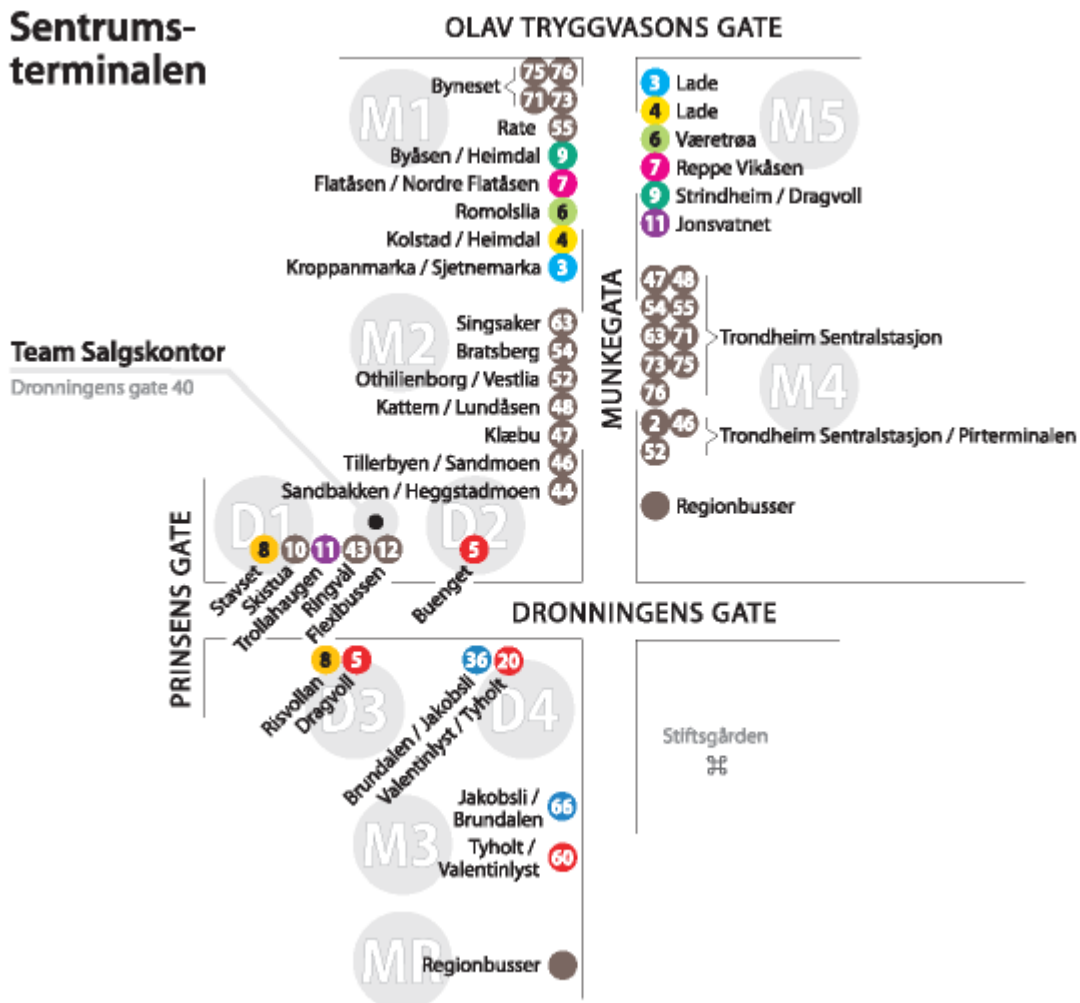 Sentrums-
terminalen
OLAV TRYGGVASONS GATE
M1
Byneset 75 76
71 73
Rate 55
Byåsen / Heimdal 9
Flatåsen / Nordre Flatåsen 7
Romolslia 6
Kolstad / Heimdal 4
Kroppanmarka / Sjetnemarka 3
M5
3 Lade
4 Lade
6 Væretrøa
7 Reppe Vikåsen
9 Strindheim / Dragvoll
11 Jonsvatnet
MUNKEGATA
M2
Singsaker 63
Bratsberg 54
Othilienborg / Vestlia 52
Kattem / Lundåsen 48
Klæbu 47
Tillerbyen / Sandmoen 46
Sandbakken / Heggstadmoen 44
M4
47 48
54 55
63 71 Trondheim Sentralstasjon
73 75
76
2 46 Trondheim Sentralstasjon / Pirterminalen
52
Regionbusser
Team Salgskontor
Dronningens gate 40
PRINSENS GATE
D1
8 Stavset
10 Skistua
11 Trollahaugen
43 Ringvål
12 Flexibussen
D2
5 Buenget
DRONNINGENS GATE
D3
8 Risvollan
5 Dragvoll
D4
36 Brundalen / Jakobsli
20 Valentinlyst / Tyholt
Stiftsgården
⌘
M3
Jakobsli /
Brundalen 66
Tyholt /
Valentinlyst 60
MR
Regionbusser